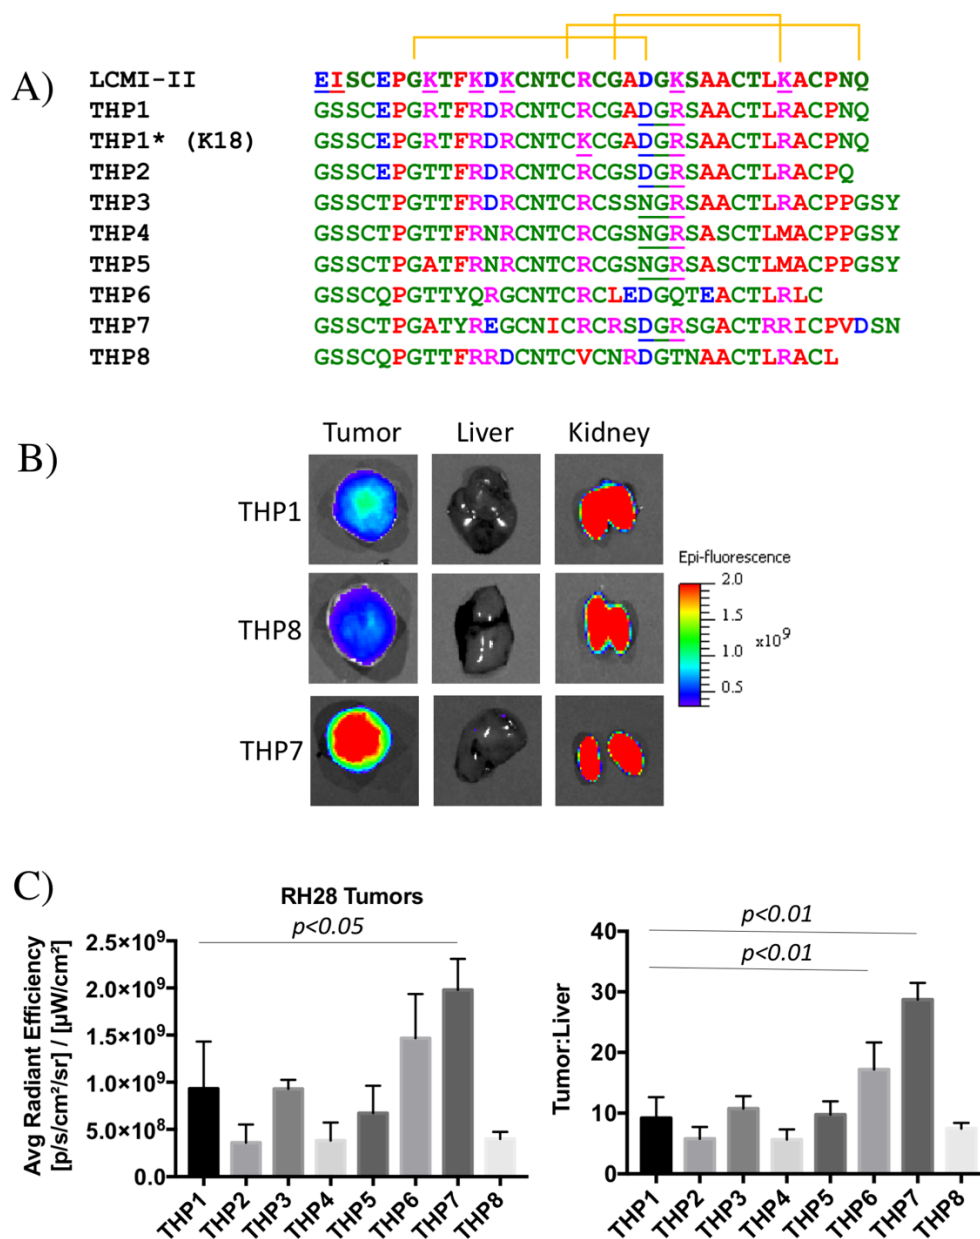 A)
LCMI-II EISCEPGKTFKDKCNTCRCGADGKSAACTLKACPNQ
THP1 GSSCEPGRTFRDRCNTCRCGADGRSAACTLRACPNQ
THP1* (K18) GSSCEPGRTFRDRCNTCKCGADGRSAACTLRACPNQ
THP2 GSSCEPGTTFRDRCNTCRCGSDGRSAACTLRACPQ
THP3 GSSCTPGTTFRDRCNTCRCSSNGRSAACTLRACPPGSY
THP4 GSSCTPGTTFRNRCNTCRCGSNGRSASCTLMACPPGSY
THP5 GSSCTPGATFRNRCNTCRCGSNGRSASCTLMACPPGSY
THP6 GSSCQPGTTYQRGCNTCRCLEDGQTEACTLRLC
THP7 GSSCTPGATYREGCNICRCRSDGRSGACTRRICPVDSN
THP8 GSSCQPGTTFRRDCNTCVCNRDGTNAACTLRACL
B)
Tumor Liver Kidney
THP1
THP8
THP7
Epi-fluorescence
2.0
1.5
1.0
x10⁹
0.5
C)
RH28 Tumors
p<0.05
Avg Radiant Efficiency
[p/s/cm²/sr] / [µW/cm²]
2.5×10⁹
2.0×10⁹
1.5×10⁹
1.0×10⁹
5.0×10⁸
0.0
THP1 THP2 THP3 THP4 THP5 THP6 THP7 THP8
p<0.01
p<0.01
Tumor:Liver
40
30
20
10
0
THP1 THP2 THP3 THP4 THP5 THP6 THP7 THP8